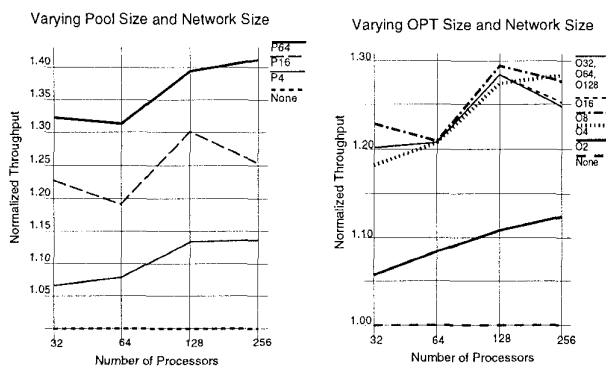 Varying Pool Size and Network Size
Normalized Throughput
1.40
1.35
1.30
1.25
1.20
1.15
1.10
1.05
32
64
128
256
Number of Processors
P64
P16
P4
None
Varying OPT Size and Network Size
Normalized Throughput
1.30
1.20
1.10
1.00
32
64
128
256
Number of Processors
O32,
O64,
O128
O16
O8
O4
O2
None